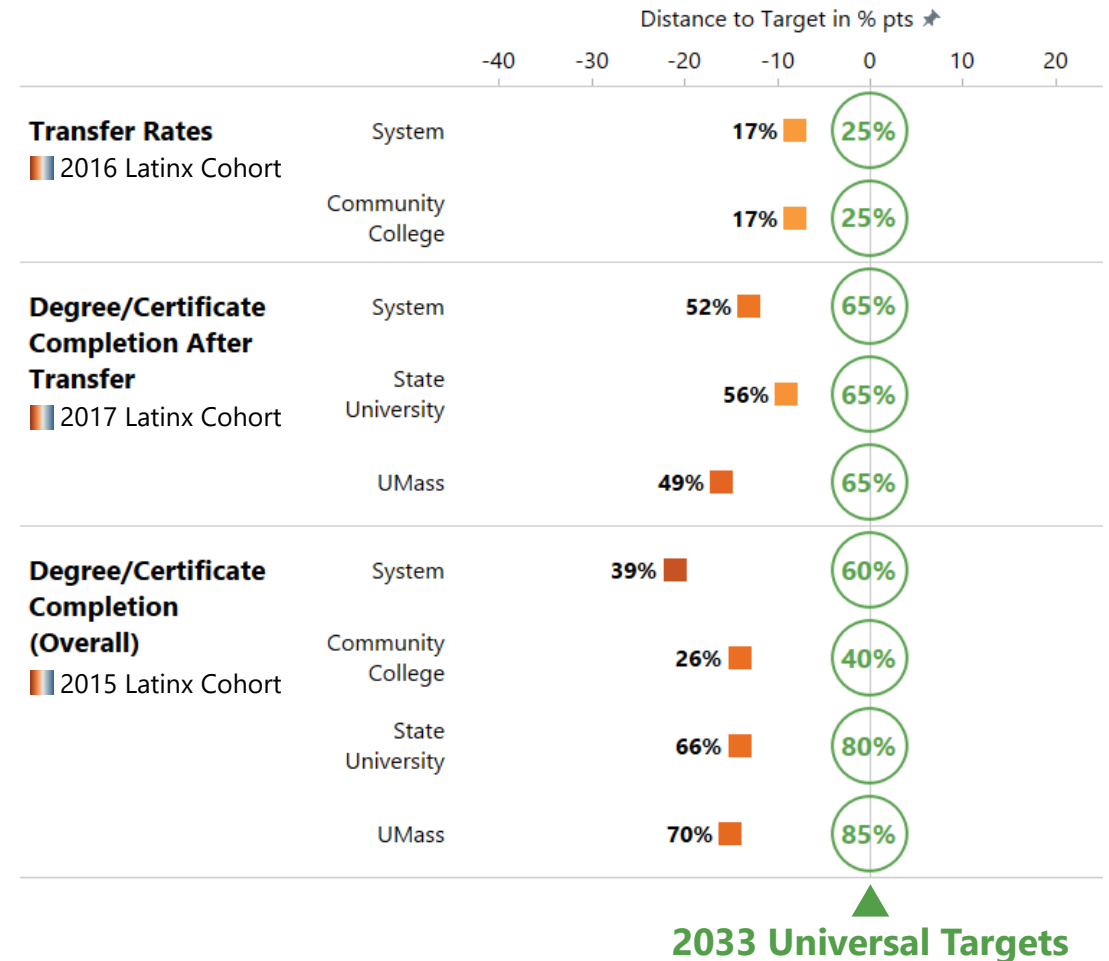 Distance to Target in % pts
-40 -30 -20 -10 0 10 20
Transfer Rates
2016 Latinx Cohort
System 17% 25%
Community
College
17% 25%
Degree/Certificate
Completion After
Transfer
2017 Latinx Cohort
System 52% 65%
State
University
56% 65%
UMass 49% 65%
Degree/Certificate
Completion
(Overall)
2015 Latinx Cohort
System 39% 60%
Community
College
26% 40%
State
University
66% 80%
UMass 70% 85%
2033 Universal Targets